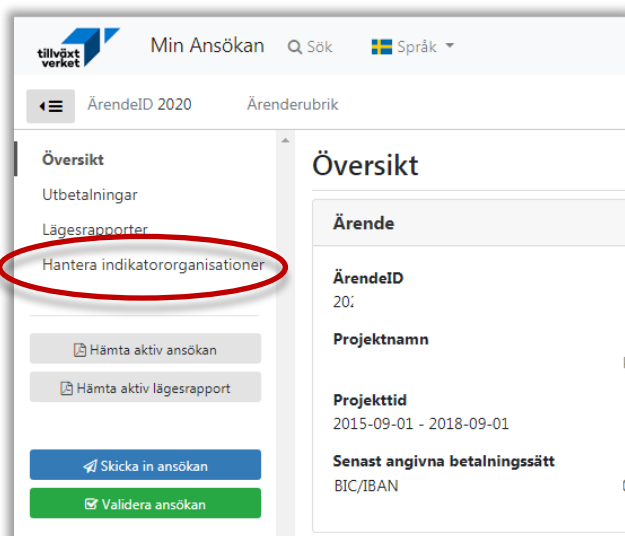 tillväxt
verket
Min Ansökan Sök Språk
ÄrendeID 2020 Ärenderubrik
Översikt
Utbetalningar
Lägesrapporter
Hantera indikatororganisationer
Hämta aktiv ansökan
Hämta aktiv lägesrapport
Skicka in ansökan
Validera ansökan
Översikt
Ärende
ÄrendeID
Projektnamn
Projekttid
2015-09-01 - 2018-09-01
Senast angivna betalningssätt
BIC/IBAN